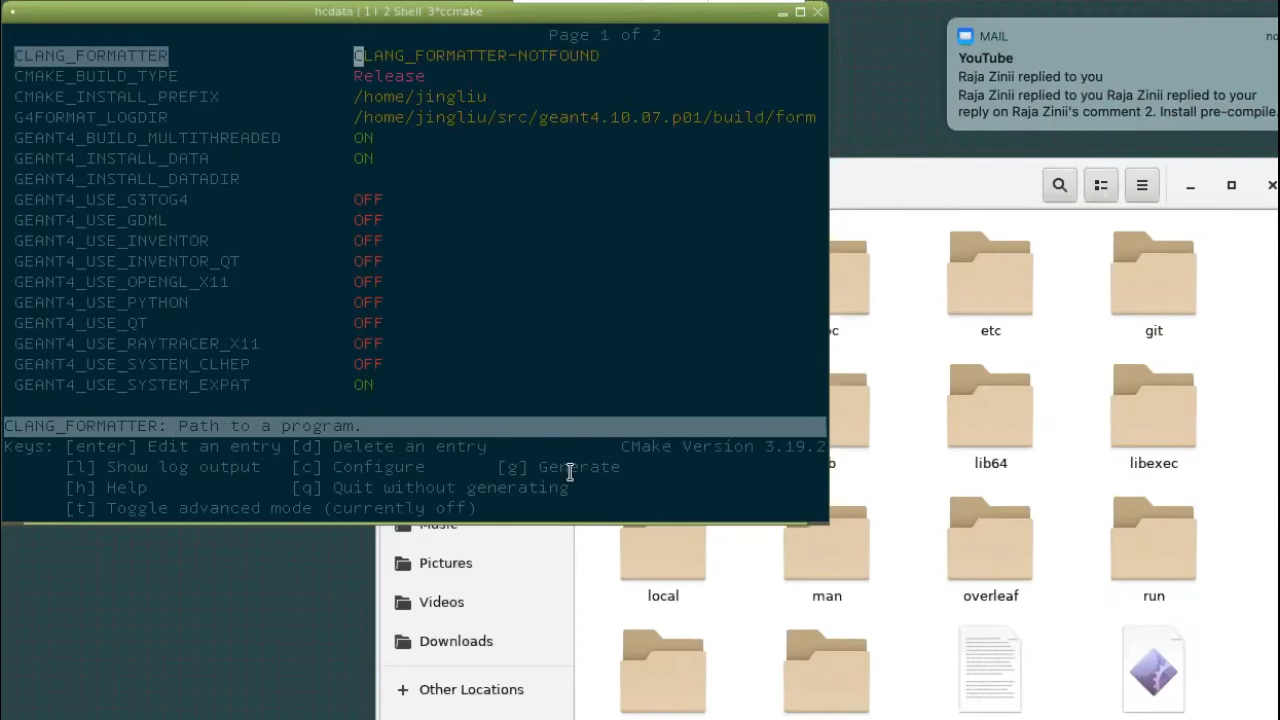 hcdata | 1 | 2 Shell 3*ccmake
Page 1 of 2
CLANG_FORMATTER CLANG_FORMATTER-NOTFOUND
CMAKE_BUILD_TYPE Release
CMAKE_INSTALL_PREFIX /home/jingliu
G4FORMAT_LOGDIR /home/jingliu/src/geant4.10.07.p01/build/form
GEANT4_BUILD_MULTITHREADED ON
GEANT4_INSTALL_DATA ON
GEANT4_INSTALL_DATADIR
GEANT4_USE_G3TOG4 OFF
GEANT4_USE_GDML OFF
GEANT4_USE_INVENTOR OFF
GEANT4_USE_INVENTOR_QT OFF
GEANT4_USE_OPENGL_X11 OFF
GEANT4_USE_PYTHON OFF
GEANT4_USE_QT OFF
GEANT4_USE_RAYTRACER_X11 OFF
GEANT4_USE_SYSTEM_CLHEP OFF
GEANT4_USE_SYSTEM_EXPAT ON
CLANG_FORMATTER: Path to a program.
Keys: [enter] Edit an entry [d] Delete an entry CMake Version 3.19.2
[l] Show log output [c] Configure [g] Generate
[h] Help [q] Quit without generating
[t] Toggle advanced mode (currently off)
MAIL
YouTube
Raja Zinii replied to you
Raja Zinii replied to you Raja Zinii replied to your
reply on Raja Zinii's comment 2. Install pre-compile
etc
git
lib64
libexec
local
man
overleaf
run
Music
Pictures
Videos
Downloads
+ Other Locations